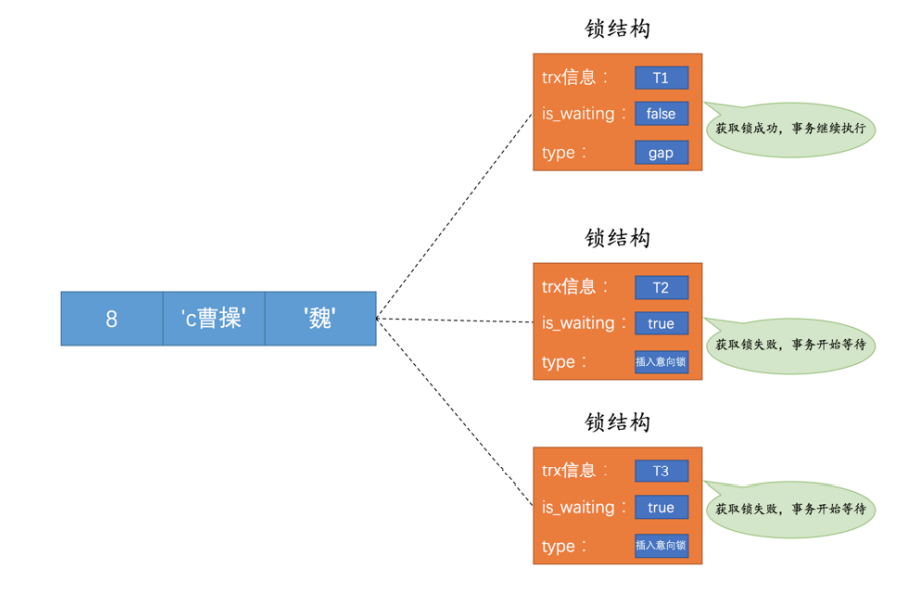 锁结构
trx信息： T1
is_waiting： false
type： gap
获取锁成功，事务继续执行
锁结构
trx信息： T2
is_waiting： true
type： 插入意向锁
获取锁失败，事务开始等待
8 'c曹操' '魏'
锁结构
trx信息： T3
is_waiting： true
type： 插入意向锁
获取锁失败，事务开始等待